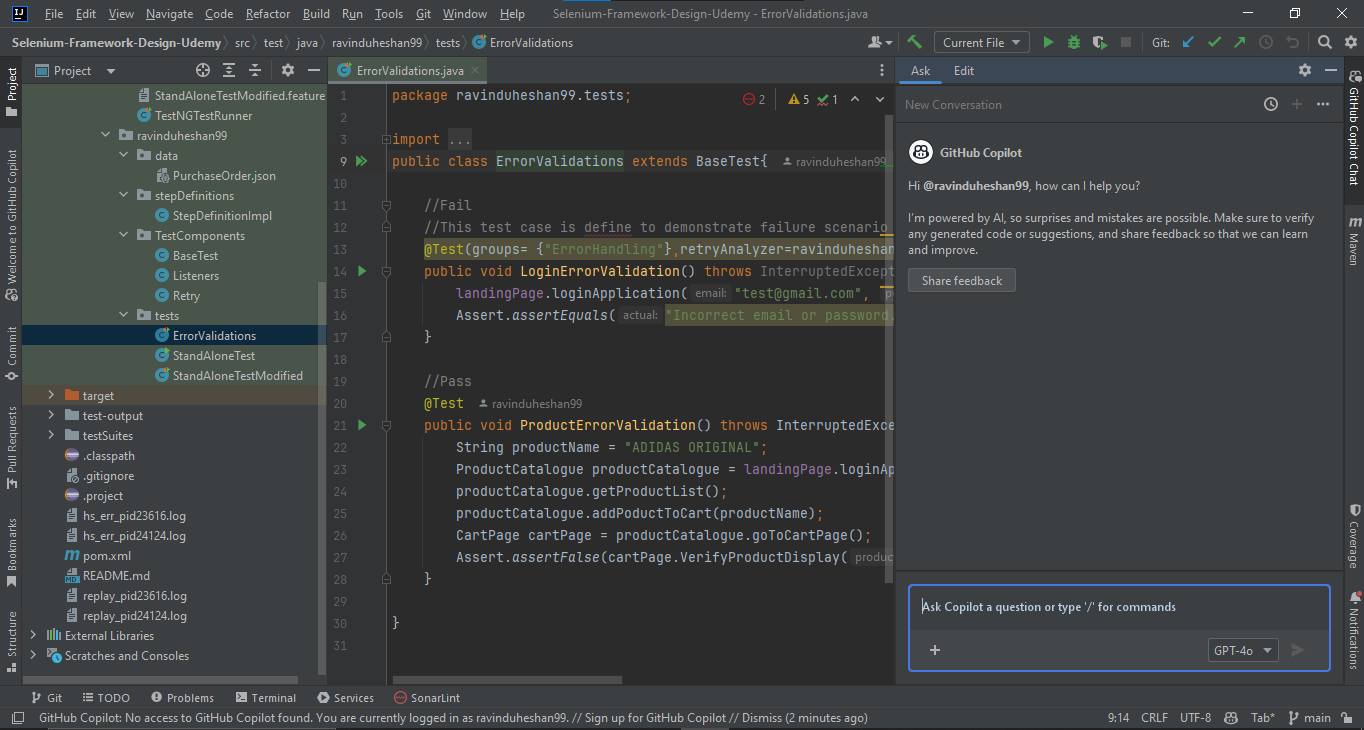 File Edit View Navigate Code Refactor Build Run Tools Git Window Help Selenium-Framework-Design-Udemy - ErrorValidations.java
Selenium-Framework-Design-Udemy src test java ravinduheshan99 tests ErrorValidations Current File Git:
Project
StandAloneTestModified.feature
TestNGTestRunner
ravinduheshan99
data
PurchaseOrder.json
stepDefinitions
StepDefinitionImpl
TestComponents
BaseTest
Listeners
Retry
tests
ErrorValidations
StandAloneTest
StandAloneTestModified
target
test-output
testSuites
.classpath
.gitignore
.project
hs_err_pid23616.log
hs_err_pid24124.log
pom.xml
README.md
replay_pid23616.log
replay_pid24124.log
External Libraries
Scratches and Consoles
Project
Welcome to GitHub Copilot
Commit
Pull Requests
Bookmarks
Structure
ErrorValidations.java
2 5 1
1 package ravinduheshan99.tests;
2
3 import ...
9 public class ErrorValidations extends BaseTest{ ravinduheshan99
10
11 //Fail
12 //This test case is define to demonstrate failure scenario
13 @Test(groups= {"ErrorHandling"},retryAnalyzer=ravinduheshan
14 public void LoginErrorValidation() throws InterruptedExcept
15 landingPage.loginApplication( email: "test@gmail.com",
16 Assert.assertEquals( actual: "Incorrect email or password.
17 }
18
19 //Pass
20 @Test ravinduheshan99
21 public void ProductErrorValidation() throws InterruptedExce
22 String productName = "ADIDAS ORIGINAL";
23 ProductCatalogue productCatalogue = landingPage.loginAp
24 productCatalogue.getProductList();
25 productCatalogue.addPoductToCart(productName);
26 CartPage cartPage = productCatalogue.goToCartPage();
27 Assert.assertFalse(cartPage.VerifyProductDisplay( produc
28 }
29
30 }
31
Ask Edit
New Conversation
GitHub Copilot
Hi @ravinduheshan99, how can I help you?
I'm powered by AI, so surprises and mistakes are possible. Make sure to verify
any generated code or suggestions, and share feedback so that we can learn
and improve.
Share feedback
Ask Copilot a question or type '/' for commands
GPT-4o
GitHub Copilot Chat
Maven
Coverage
Notifications
Git TODO Problems Terminal Services SonarLint
GitHub Copilot: No access to GitHub Copilot found. You are currently logged in as ravinduheshan99. // Sign up for GitHub Copilot // Dismiss (2 minutes ago) 9:14 CRLF UTF-8 Tab* main